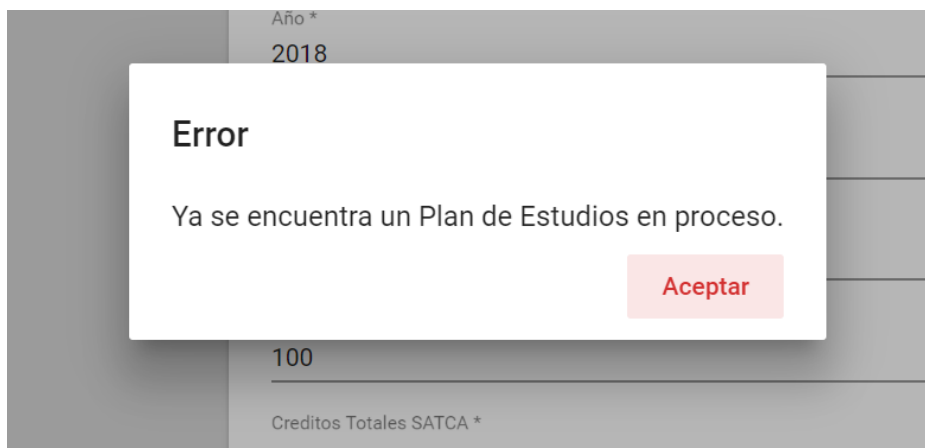 Año *
2018
Error
Ya se encuentra un Plan de Estudios en proceso.
Aceptar
100
Creditos Totales SATCA *